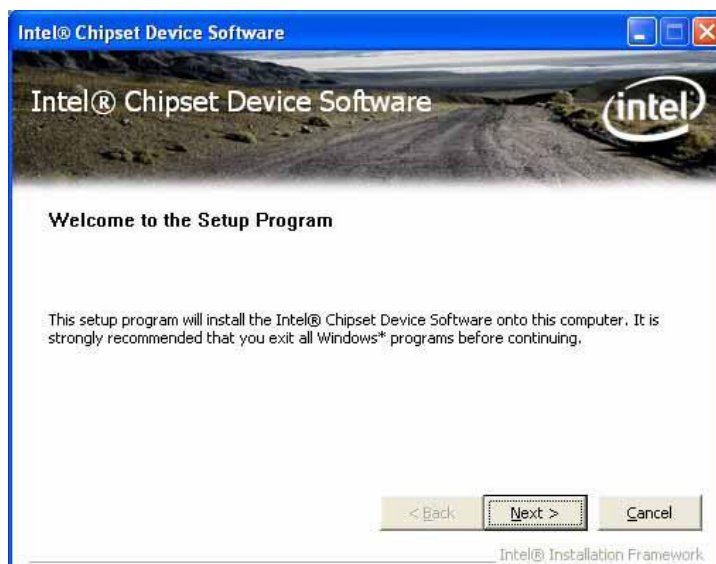 Intel® Chipset Device Software
Intel® Chipset Device Software
intel
Welcome to the Setup Program
This setup program will install the Intel® Chipset Device Software onto this computer. It is
strongly recommended that you exit all Windows* programs before continuing.
< Back Next > Cancel
Intel® Installation Framework